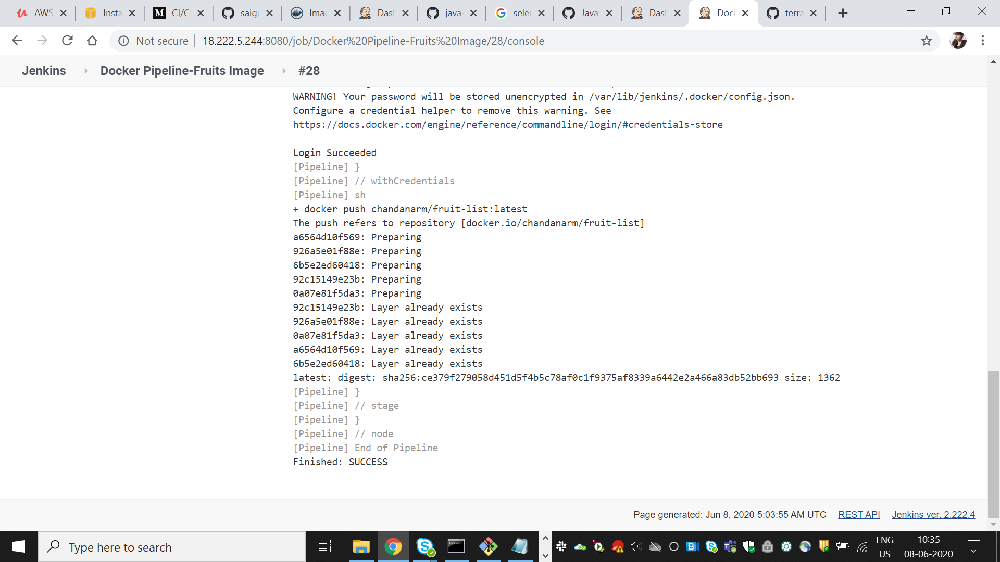 AWS
Insta
CI/C
saigu
Imag
Dash
java-
seler
Java
Dash
Doc
terra
Not secure
18.222.5.244:8080/job/Docker%20Pipeline-Fruits%20Image/28/console
Jenkins
Docker Pipeline-Fruits Image
#28
WARNING! Your password will be stored unencrypted in /var/lib/jenkins/.docker/config.json.
Configure a credential helper to remove this warning. See
https://docs.docker.com/engine/reference/commandline/login/#credentials-store
Login Succeeded
[Pipeline] }
[Pipeline] // withCredentials
[Pipeline] sh
+ docker push chandanarm/fruit-list:latest
The push refers to repository [docker.io/chandanarm/fruit-list]
a6564d10f569: Preparing
926a5e01f88e: Preparing
6b5e2ed60418: Preparing
92c15149e23b: Preparing
0a07e81f5da3: Preparing
92c15149e23b: Layer already exists
926a5e01f88e: Layer already exists
0a07e81f5da3: Layer already exists
a6564d10f569: Layer already exists
6b5e2ed60418: Layer already exists
latest: digest: sha256:ce379f279058d451d5f4b5c78af0c1f9375af8339a6442e2a466a83db52bb693 size: 1362
[Pipeline] }
[Pipeline] // stage
[Pipeline] }
[Pipeline] // node
[Pipeline] End of Pipeline
Finished: SUCCESS
Page generated: Jun 8, 2020 5:03:55 AM UTC
REST API
Jenkins ver. 2.222.4
Type here to search
ENG
US
10:35
08-06-2020